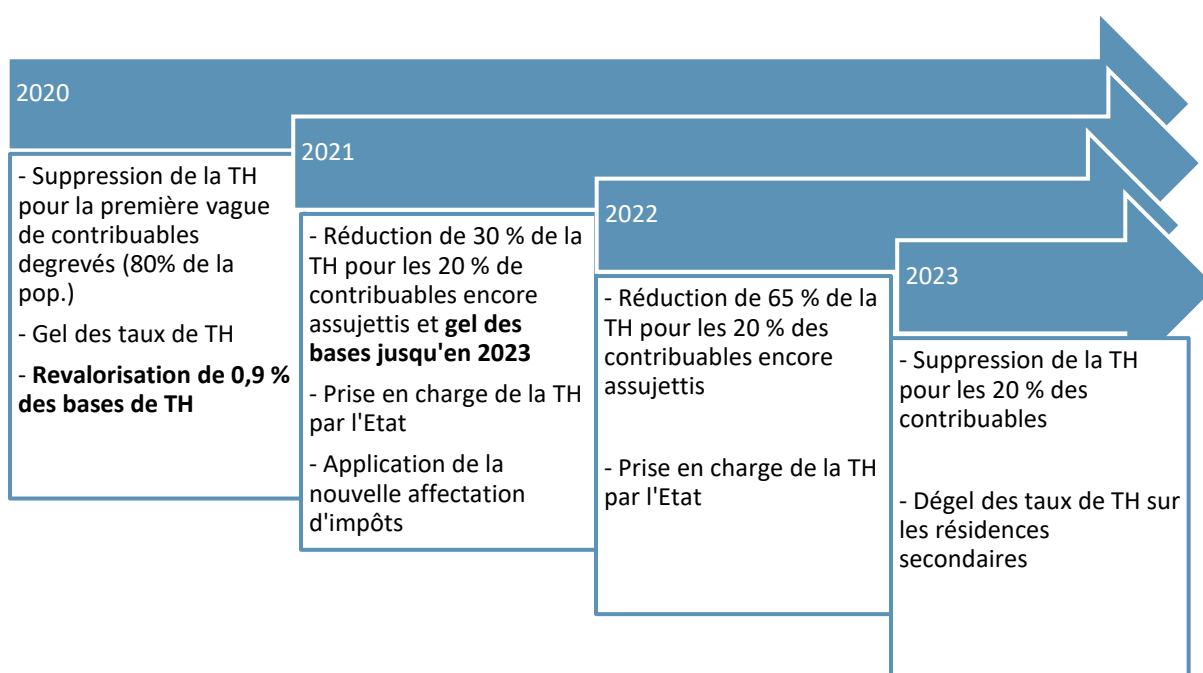 2020
- Suppression de la TH
pour la première vague
de contribuables
degrevés (80% de la
pop.)
- Gel des taux de TH
- Revalorisation de 0,9 %
des bases de TH
2021
- Réduction de 30 % de la
TH pour les 20 % de
contribuables encore
assujettis et gel des
bases jusqu'en 2023
- Prise en charge de la TH
par l'Etat
- Application de la
nouvelle affectation
d'impôts
2022
- Réduction de 65 % de la
TH pour les 20 % des
contribuables encore
assujettis
- Prise en charge de la TH
par l'Etat
2023
- Suppression de la TH
pour les 20 % des
contribuables
- Dégel des taux de TH sur
les résidences
secondaires